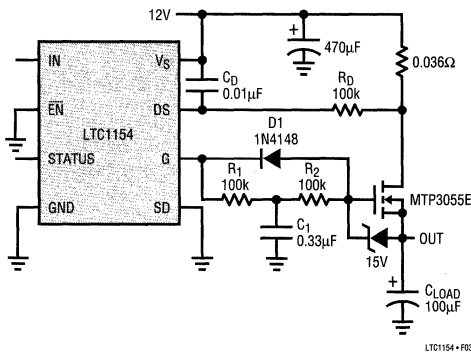 12V
470µF
0.036Ω
IN
VS
CD
0.01µF
EN
DS
RD
100k
LTC1154
D1
1N4148
STATUS
G
R1
100k
R2
100k
MTP3055E
GND
SD
C1
0.33µF
15V
OUT
CLOAD
100µF
LTC1154 • F03